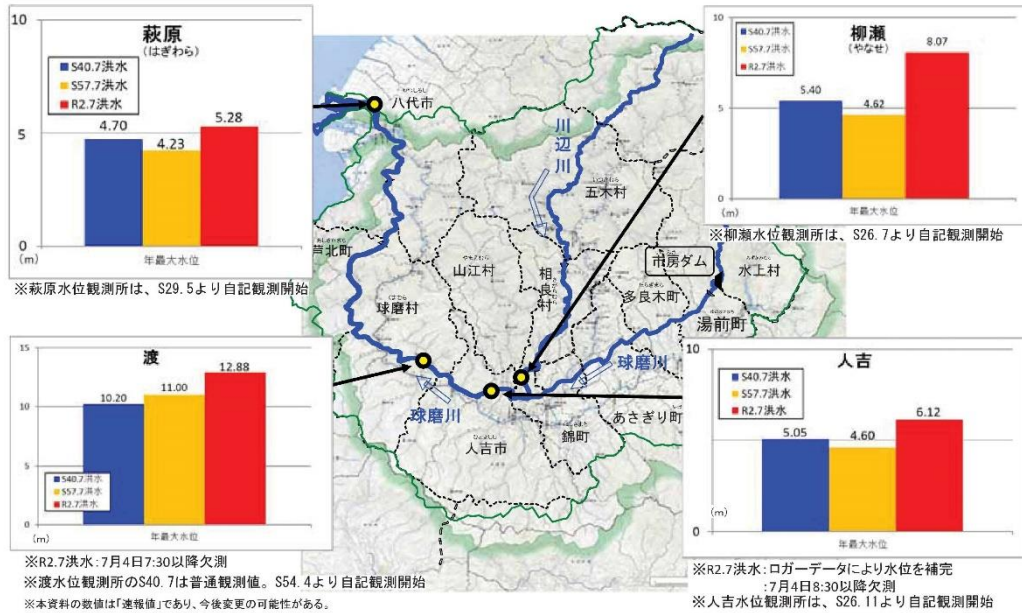 10
萩原
(はぎわら)
S40.7洪水
S57.7洪水
R2.7洪水
5
4.70
4.23
5.28
0
(m)
年最大水位
※萩原水位観測所は、S29.5より自記観測開始
10
柳瀬
(やなせ)
S40.7洪水
S57.7洪水
R2.7洪水
8.07
5
5.40
4.62
0
(m)
年最大水位
※柳瀬水位観測所は、S26.7より自記観測開始
八代市
川辺川
五木村
芦北町
山江村
相良村
市房ダム
水上村
多良木町
湯前町
球磨村
球磨川
球磨川
あさぎり町
錦町
人吉市
15
渡
12.88
11.00
10.20
10
5
S40.7洪水
S57.7洪水
R2.7洪水
0
(m)
年最大水位
※R2.7洪水:7月4日7:30以降欠測
※渡水位観測所のS40.7は普通観測値。S54.4より自記観測開始
※本資料の数値は「速報値」であり、今後変更の可能性がある。
10
人吉
S40.7洪水
S57.7洪水
R2.7洪水
6.12
5.05
4.60
(m)
0
年最大水位
※R2.7洪水:ロガーデータにより水位を補完
:7月4日8:30以降欠測
※人吉水位観測所は、S26.11より自記観測開始